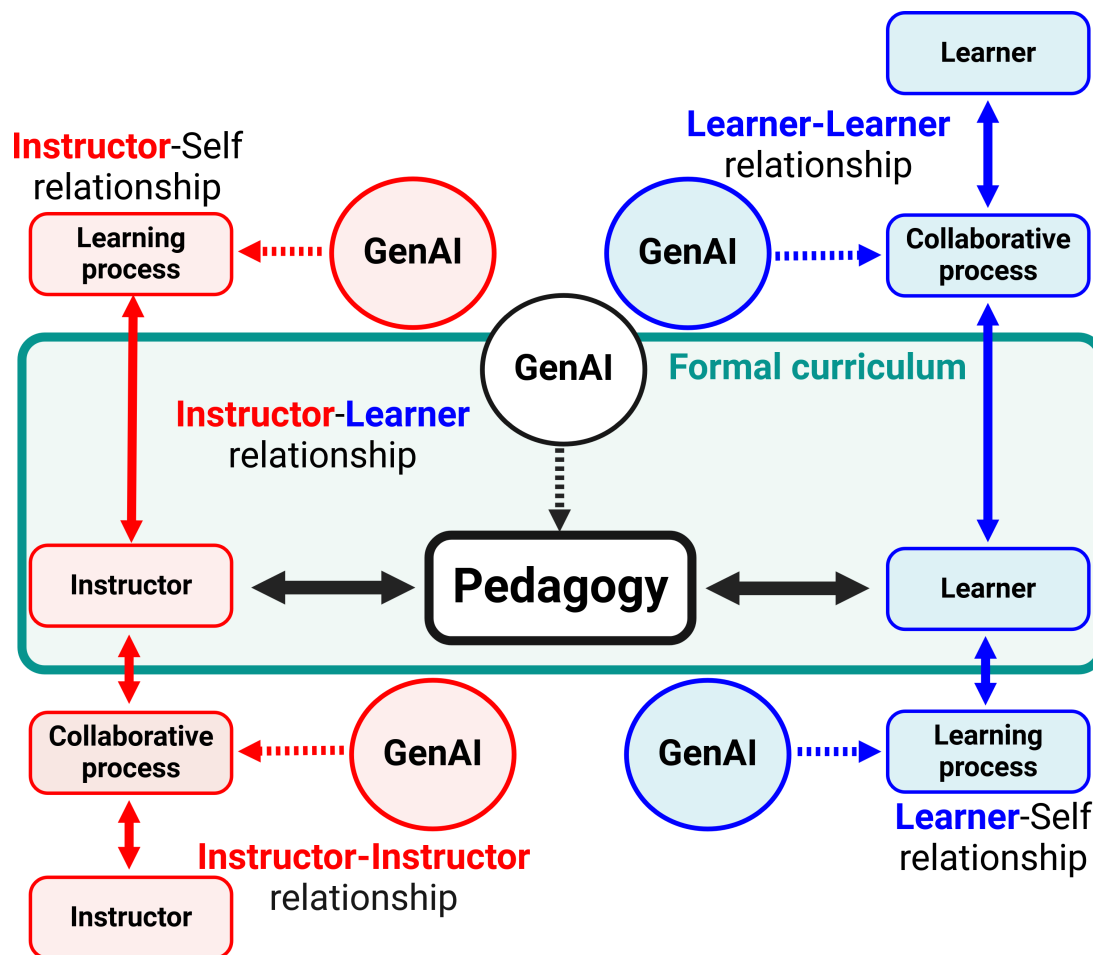 Learner
Learner-Learner
relationship
Instructor-Self
relationship
Learning
process
GenAI
GenAI
Collaborative
process
GenAI
Formal curriculum
Instructor-Learner
relationship
Instructor
Pedagogy
Learner
Collaborative
process
GenAI
GenAI
Learning
process
Learner-Self
relationship
Instructor-Instructor
relationship
Instructor